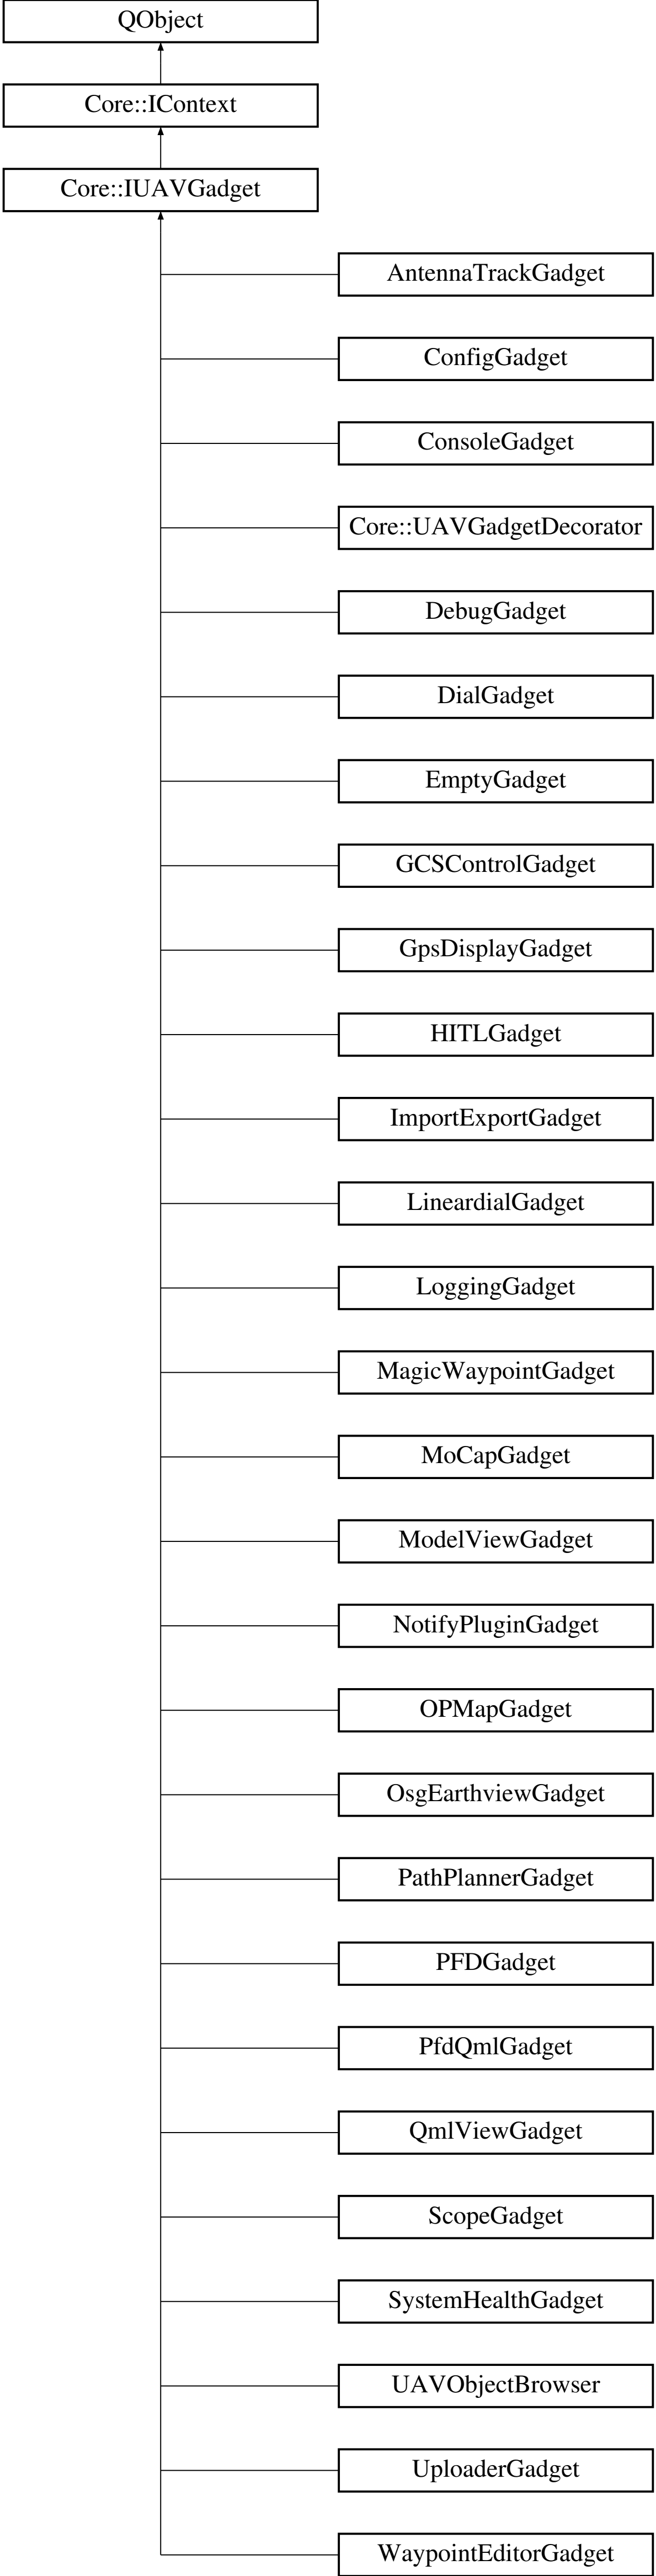 QObject
Core::IContext
Core::IUAVGadget
AntennaTrackGadget
ConfigGadget
ConsoleGadget
Core::UAVGadgetDecorator
DebugGadget
DialGadget
EmptyGadget
GCSControlGadget
GpsDisplayGadget
HITLGadget
ImportExportGadget
LineardialGadget
LoggingGadget
MagicWaypointGadget
MoCapGadget
ModelViewGadget
NotifyPluginGadget
OPMapGadget
OsgEarthviewGadget
PathPlannerGadget
PFDGadget
PfdQmlGadget
QmlViewGadget
ScopeGadget
SystemHealthGadget
UAVObjectBrowser
UploaderGadget
WaypointEditorGadget